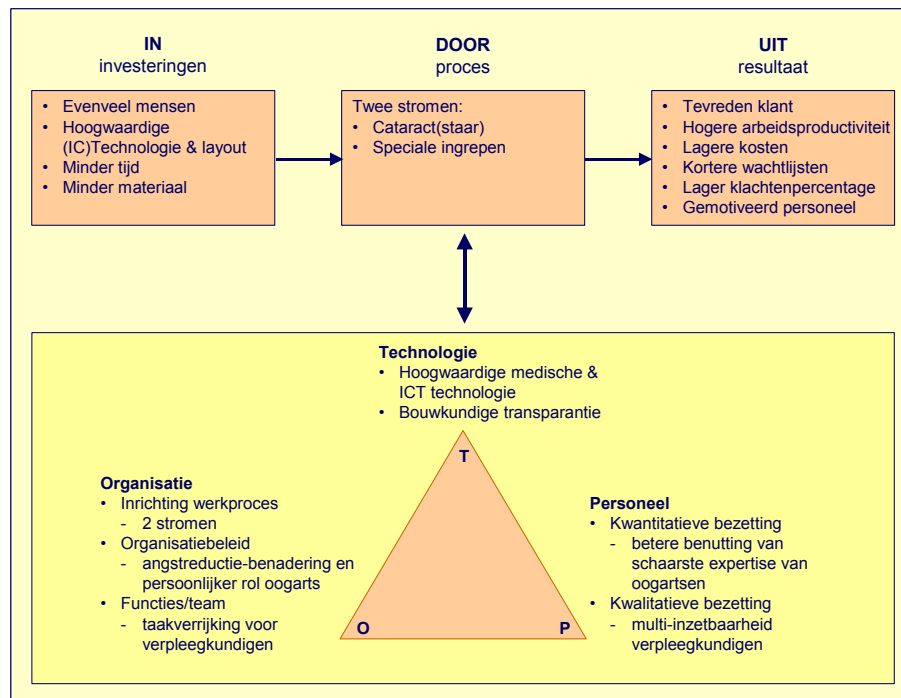 IN
investeringen
• Evenveel mensen
• Hoogwaardige
(IC)Technologie & layout
• Minder tijd
• Minder materiaal
DOOR
proces
Twee stromen:
• Cataract(staar)
• Speciale ingrepen
UIT
resultaat
• Tevreden klant
• Hogere arbeidsproductiviteit
• Lagere kosten
• Kortere wachtlijsten
• Lager klachtenpercentage
• Gemotiveerd personeel
Technologie
• Hoogwaardige medische &
ICT technologie
• Bouwkundige transparantie
T
Organisatie
• Inrichting werkproces
- 2 stromen
• Organisatiebeleid
- angstreductie-benadering en
persoonlijker rol oogarts
• Functies/team
- taakverrijking voor
verpleegkundigen
O
P
Personeel
• Kwantitatieve bezetting
- betere benutting van
schaarste expertise van
oogartsen
• Kwalitatieve bezetting
- multi-inzetbaarheid
verpleegkundigen